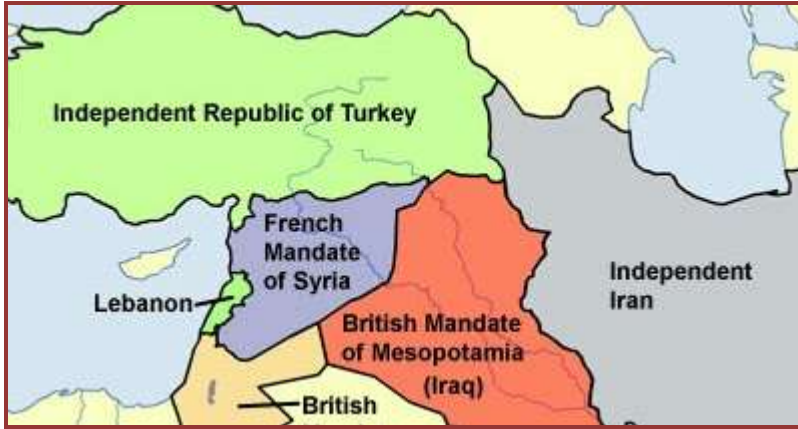 Independent Republic of Turkey
French
Mandate
of Syria
Lebanon
Independent
Iran
British Mandate
of Mesopotamia
(Iraq)
British